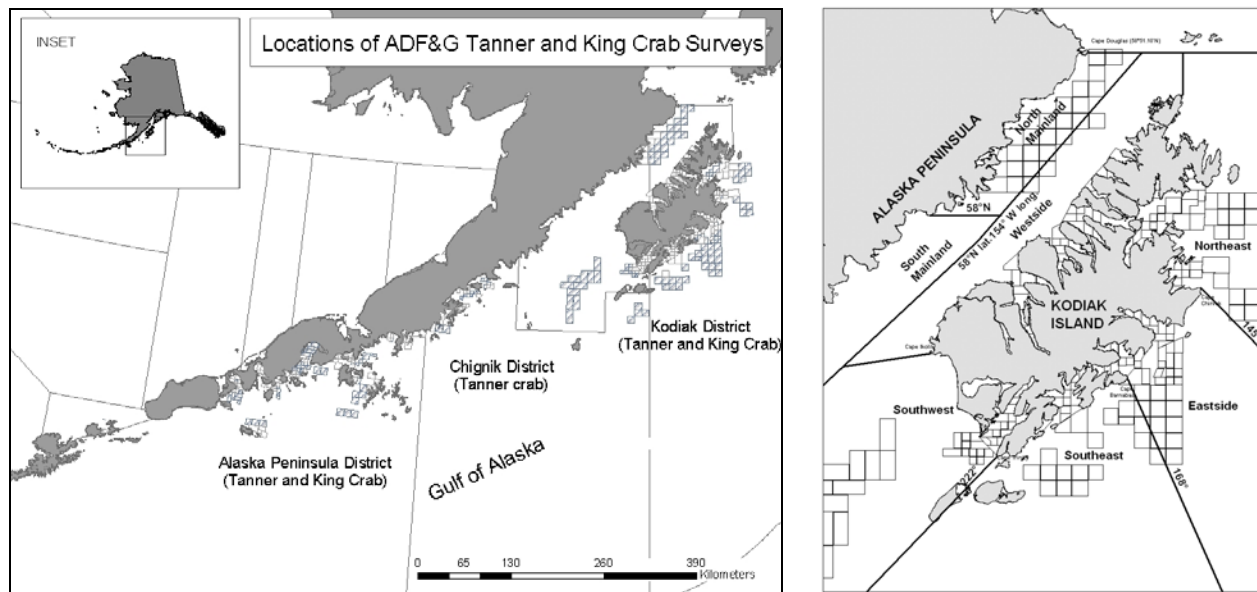 INSET
Locations of ADF&G Tanner and King Crab Surveys
Kodiak District
(Tanner and King Crab)
Chignik District
(Tanner crab)
Alaska Peninsula District
(Tanner and King Crab)
Gulf of Alaska
0 65 130 260 390
Kilometers
North
Mainland
ALASKA PENINSULA
58°N
58°N lat.154° W long.
Westside
South
Mainland
Northeast
KODIAK
ISLAND
Eastside
Southwest
Southeast
222°
168°